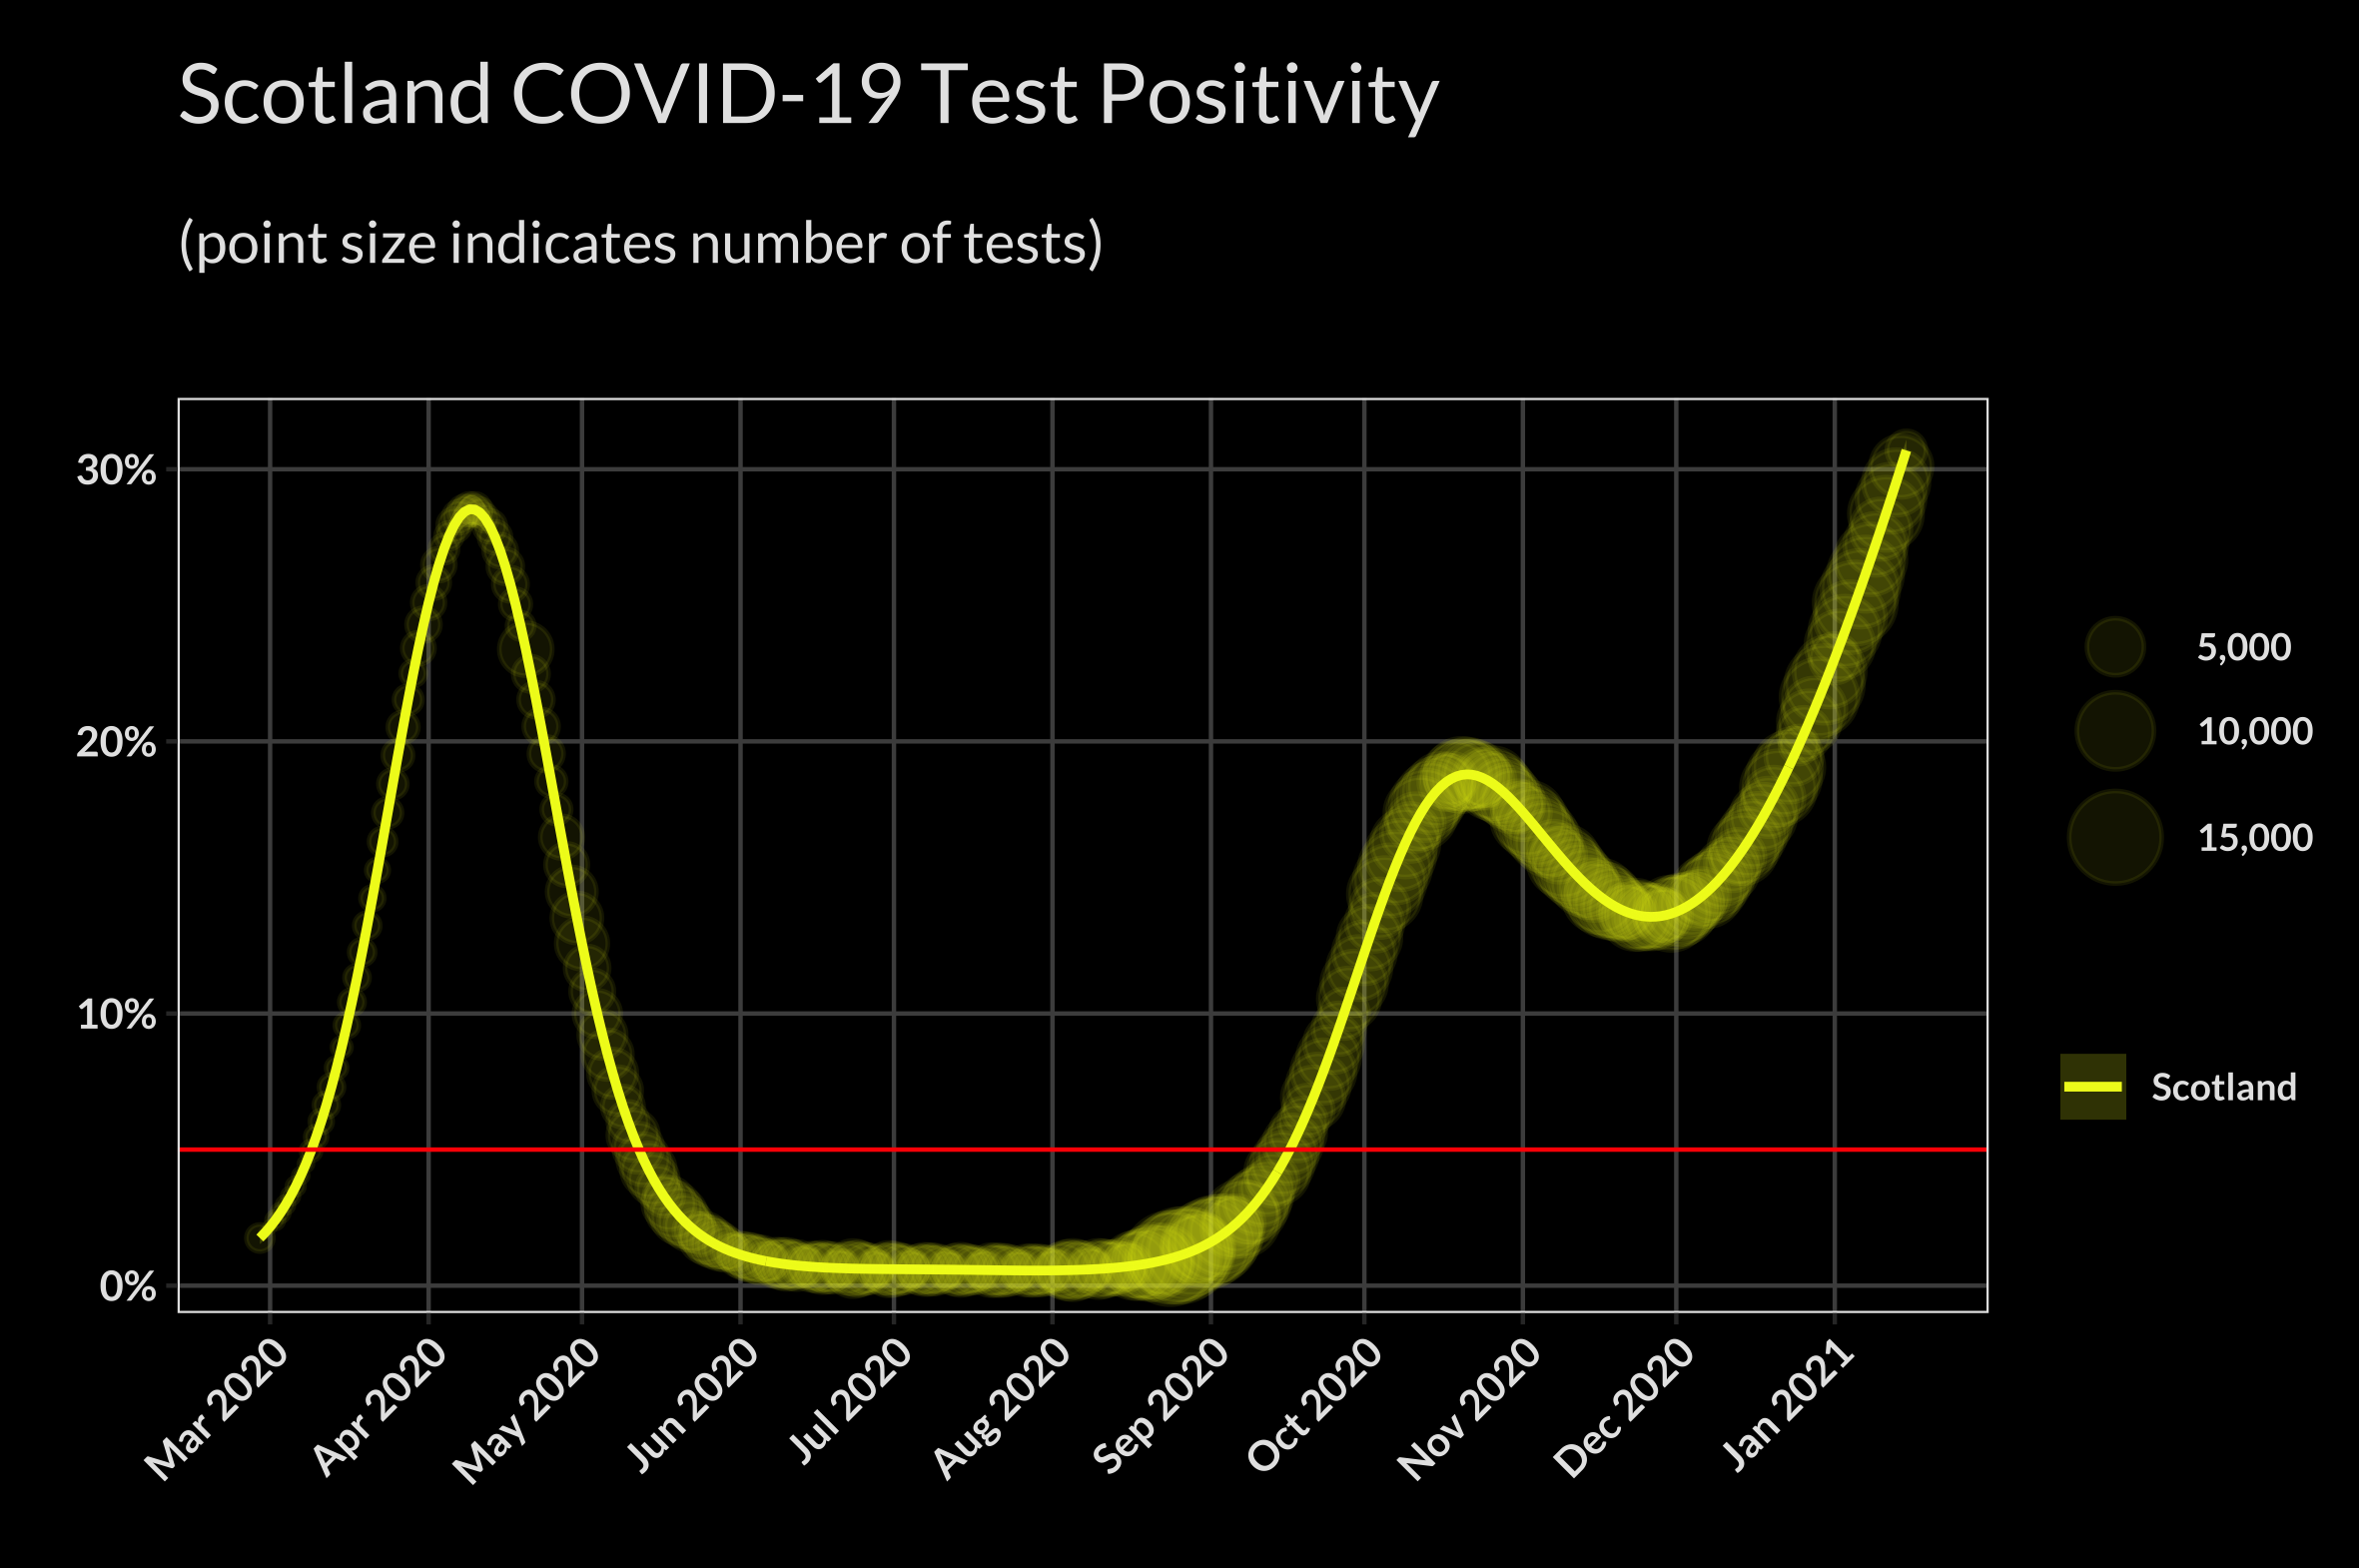 Scotland COVID-19 Test Positivity
(point size indicates number of tests)
30%
20%
10%
0%
Mar 2020
Apr 2020
May 2020
Jun 2020
Jul 2020
Aug 2020
Sep 2020
Oct 2020
Nov 2020
Dec 2020
Jan 2021
5,000
10,000
15,000
Scotland